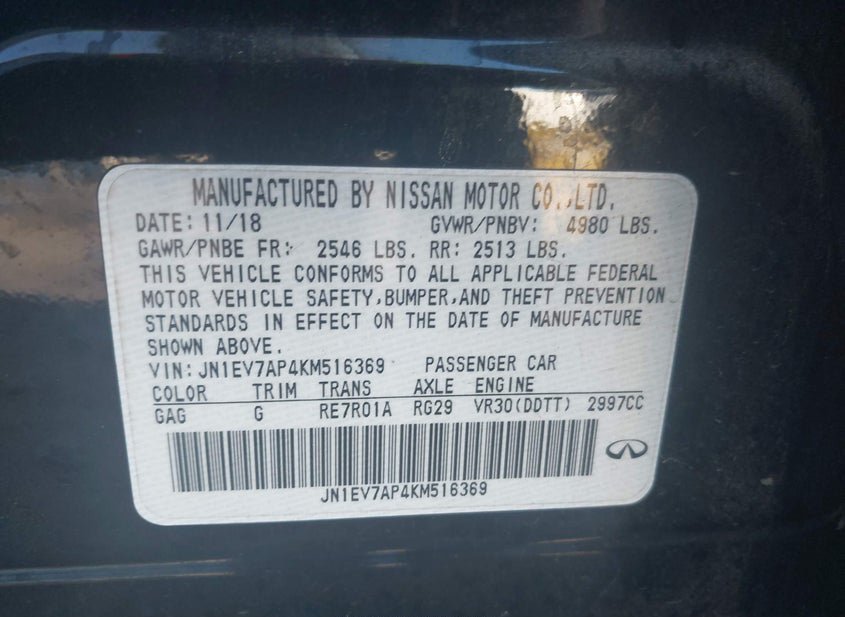 MANUFACTURED BY NISSAN MOTOR CO.,LTD.
DATE: 11/18 GVWR/PNBV: 4980 LBS.
GAWR/PNBE FR: 2546 LBS. RR: 2513 LBS.
THIS VEHICLE CONFORMS TO ALL APPLICABLE FEDERAL
MOTOR VEHICLE SAFETY,BUMPER,AND THEFT PREVENTION
STANDARDS IN EFFECT ON THE DATE OF MANUFACTURE
SHOWN ABOVE.
VIN: JN1EV7AP4KM516369 PASSENGER CAR
COLOR TRIM TRANS AXLE ENGINE
GAG G RE7R01A RG29 VR30(DDTT) 2997CC
JN1EV7AP4KM516369